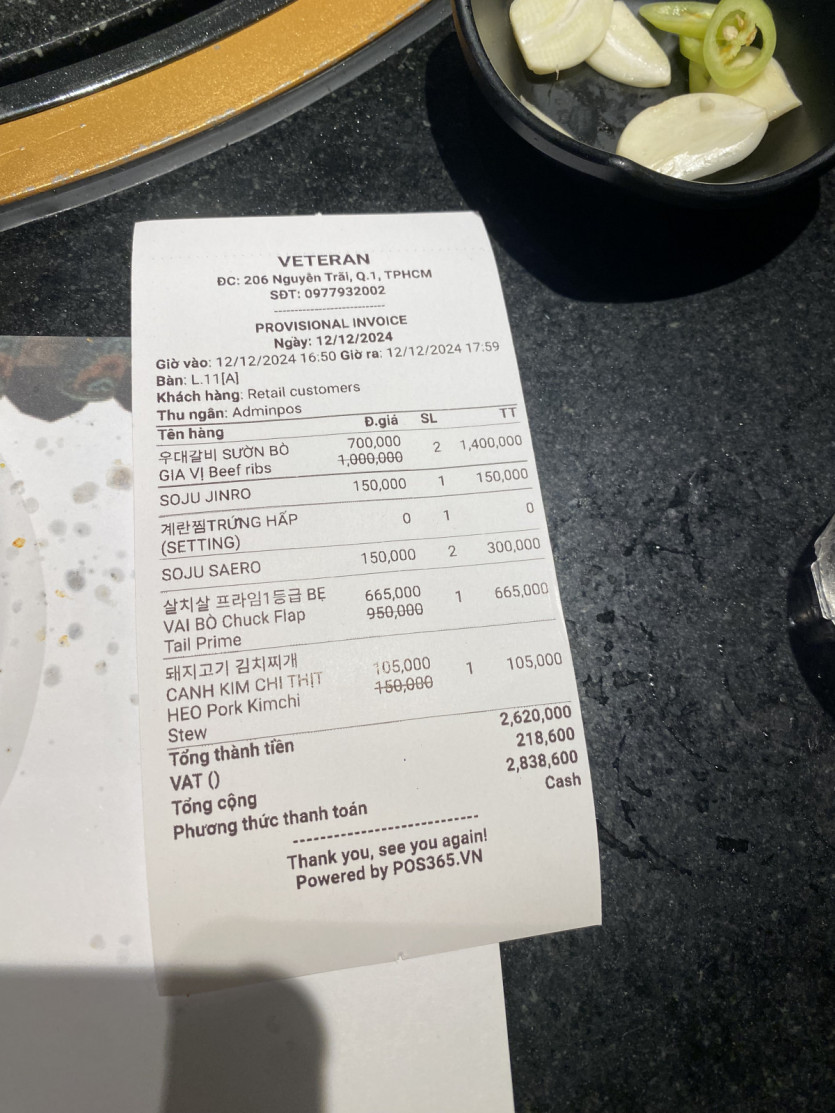 VETERAN
ĐC: 206 Nguyễn Trãi, Q.1, TPHCM
SĐT: 0977932002
PROVISIONAL INVOICE
Ngày: 12/12/2024
Giờ vào: 12/12/2024 16:50 Giờ ra: 12/12/2024 17:59
Bàn: L.11[A]
Khách hàng: Retail customers
Thu ngân: Adminpos
Tên hàng Đ.giá SL TT
우대갈비 SƯỜN BÒ 700,000 2 1,400,000
GIA VỊ Beef ribs 1,000,000
SOJU JINRO 150,000 1 150,000
계란찜TRỨNG HẤP 0 1 0
(SETTING)
SOJU SAERO 150,000 2 300,000
살치살 프라임1등급 BẸ 665,000 1 665,000
VAI BÒ Chuck Flap 950,000
Tail Prime
돼지고기 김치찌개 105,000 1 105,000
CANH KIM CHI THỊT 150,000
HEO Pork Kimchi
Stew
Tổng thành tiền 2,620,000
VAT () 218,600
Tổng cộng 2,838,600
Phương thức thanh toán Cash
Thank you, see you again!
Powered by POS365.VN